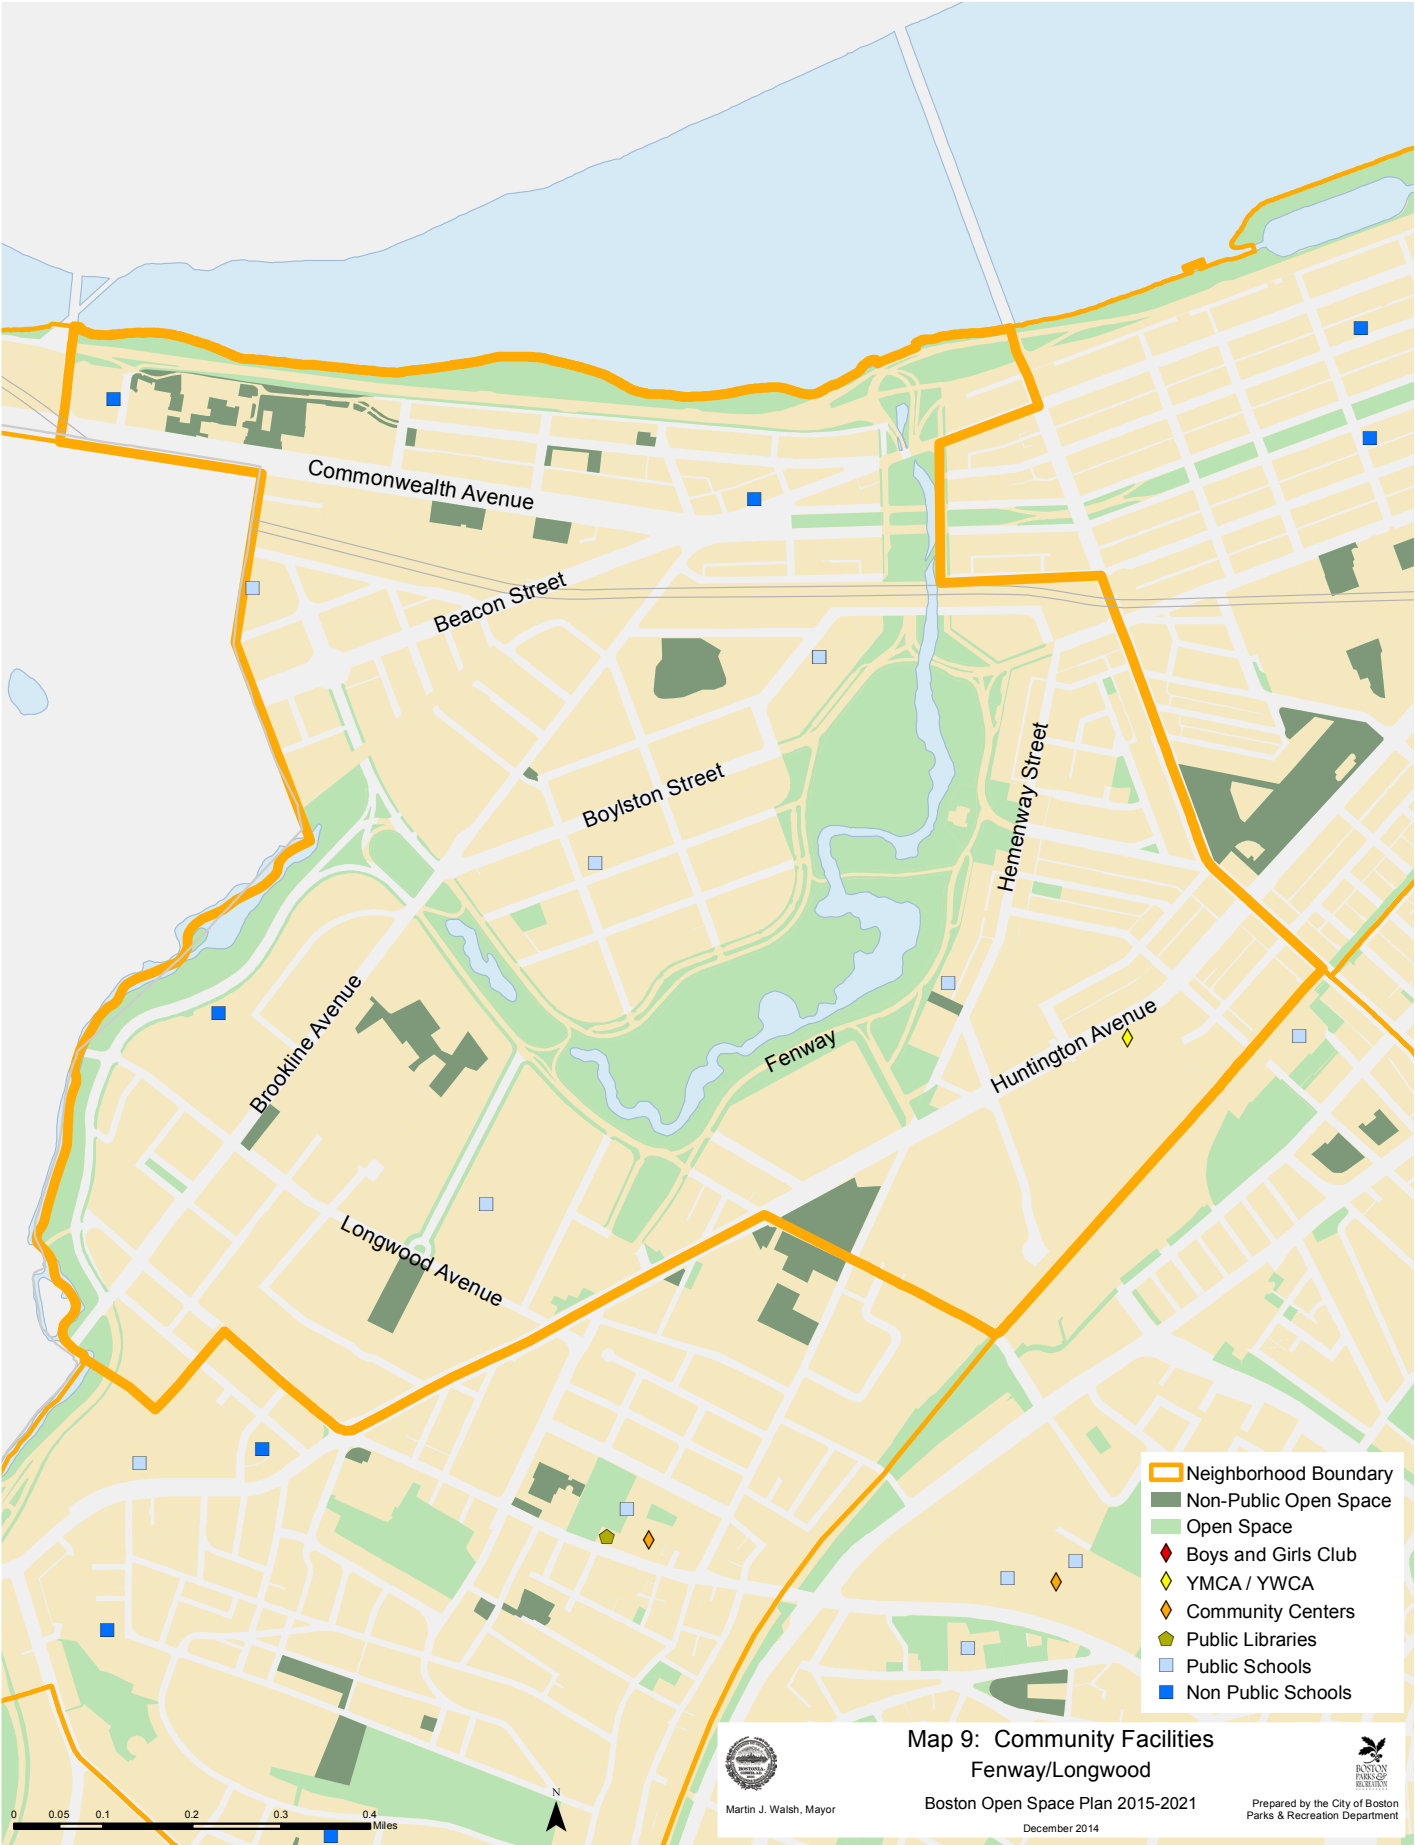 Commonwealth Avenue
Beacon Street
Boylston Street
Hemenway Street
Brookline Avenue
Fenway
Huntington Avenue
Longwood Avenue
Neighborhood Boundary
Non-Public Open Space
Open Space
Boys and Girls Club
YMCA / YWCA
Community Centers
Public Libraries
Public Schools
Non Public Schools
Map 9: Community Facilities
Fenway/Longwood
Boston Open Space Plan 2015-2021
December 2014
Martin J. Walsh, Mayor
BOSTON
PARKS &
RECREATION
Prepared by the City of Boston
Parks & Recreation Department
N
0 0.05 0.1 0.2 0.3 0.4
Miles